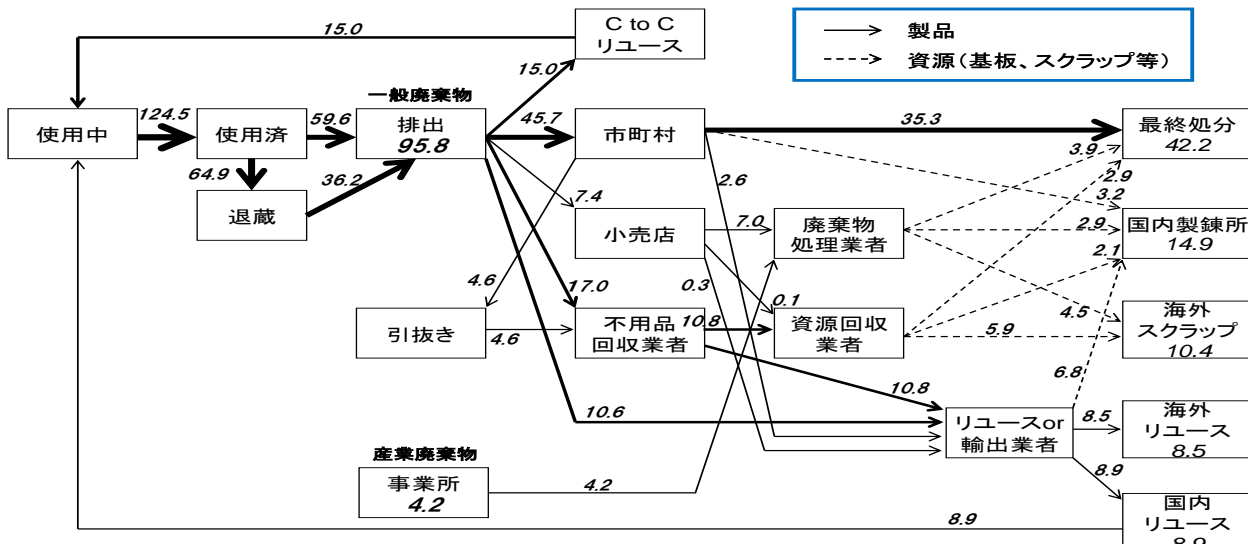 15.0
C to C
リユース
15.0
製品
資源（基板、スクラップ等）
一般廃棄物
使用中
124.5
使用済
59.6
排出
95.8
45.7
市町村
35.3
最終処分
42.2
64.9
36.2
退蔵
7.4
2.6
3.9
2.9
3.2
小売店
7.0
廃棄物
処理業者
2.9
国内製錬所
14.9
2.1
4.6
17.0
0.3
0.1
4.5
引抜き
4.6
不用品
回収業者
10.8
資源回収
業者
5.9
海外
スクラップ
10.4
6.8
10.8
10.6
リユースor
輸出業者
8.5
海外
リユース
8.5
産業廃棄物
事業所
4.2
4.2
8.9
8.9
国内
リユース
8.9